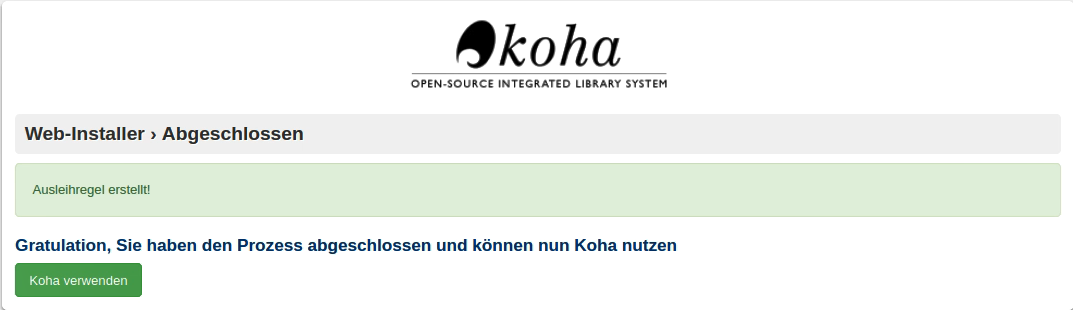 koha
OPEN-SOURCE INTEGRATED LIBRARY SYSTEM
Web-Installer › Abgeschlossen
Ausleihregel erstellt!
Gratulation, Sie haben den Prozess abgeschlossen und können nun Koha nutzen
Koha verwenden